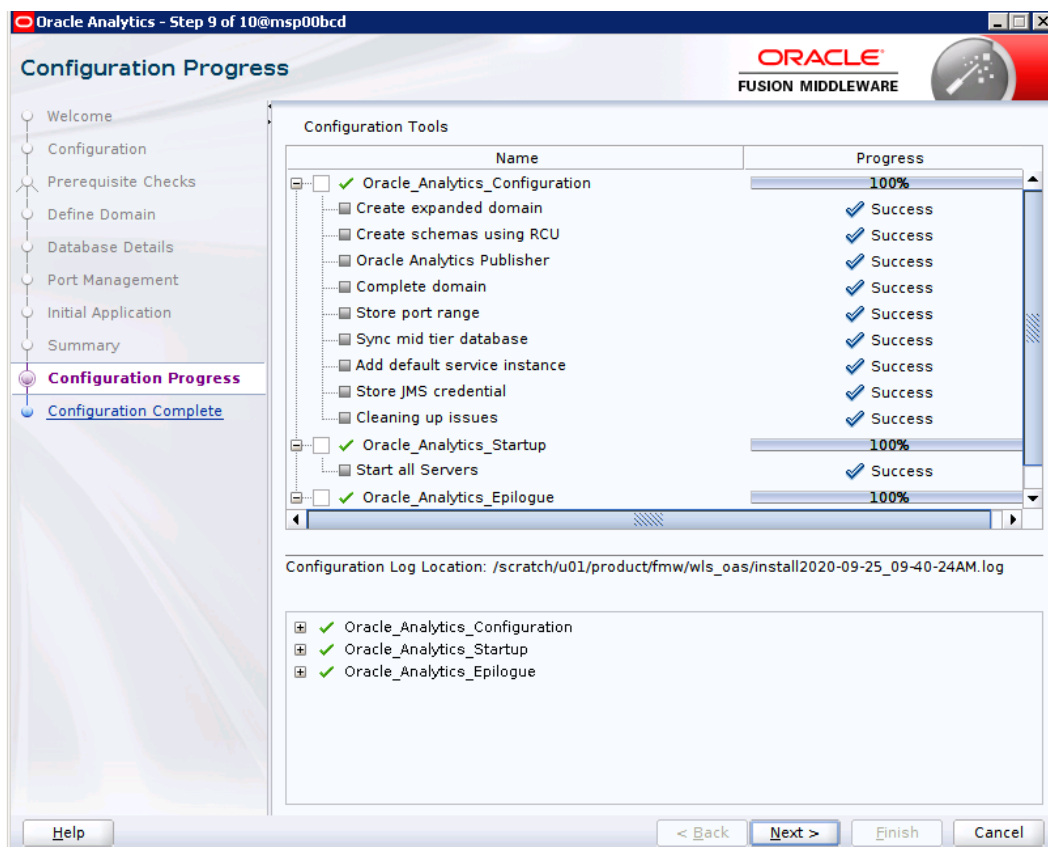 Oracle Analytics - Step 9 of 10@msp00bcd
Configuration Progress
ORACLE
FUSION MIDDLEWARE
Welcome
Configuration
Prerequisite Checks
Define Domain
Database Details
Port Management
Initial Application
Summary
Configuration Progress
Configuration Complete
Configuration Tools
Name Progress
Oracle_Analytics_Configuration 100%
Create expanded domain Success
Create schemas using RCU Success
Oracle Analytics Publisher Success
Complete domain Success
Store port range Success
Sync mid tier database Success
Add default service instance Success
Store JMS credential Success
Cleaning up issues Success
Oracle_Analytics_Startup 100%
Start all Servers Success
Oracle_Analytics_Epilogue 100%
Configuration Log Location: /scratch/u01/product/fmw/wls_oas/install2020-09-25_09-40-24AM.log
Oracle_Analytics_Configuration
Oracle_Analytics_Startup
Oracle_Analytics_Epilogue
Help < Back Next > Finish Cancel